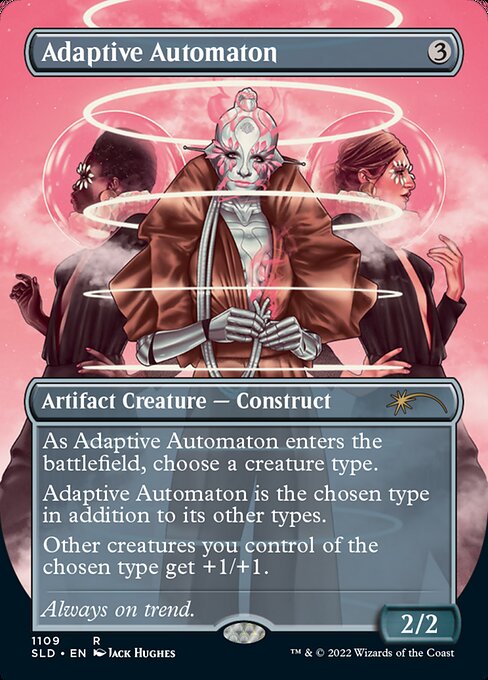 Adaptive Automaton 3
Artifact Creature — Construct
As Adaptive Automaton enters the
battlefield, choose a creature type.
Adaptive Automaton is the chosen type
in addition to its other types.
Other creatures you control of the
chosen type get +1/+1.
Always on trend.
2/2
1109 R
SLD • EN Jack Hughes
™ & © 2022 Wizards of the Coast